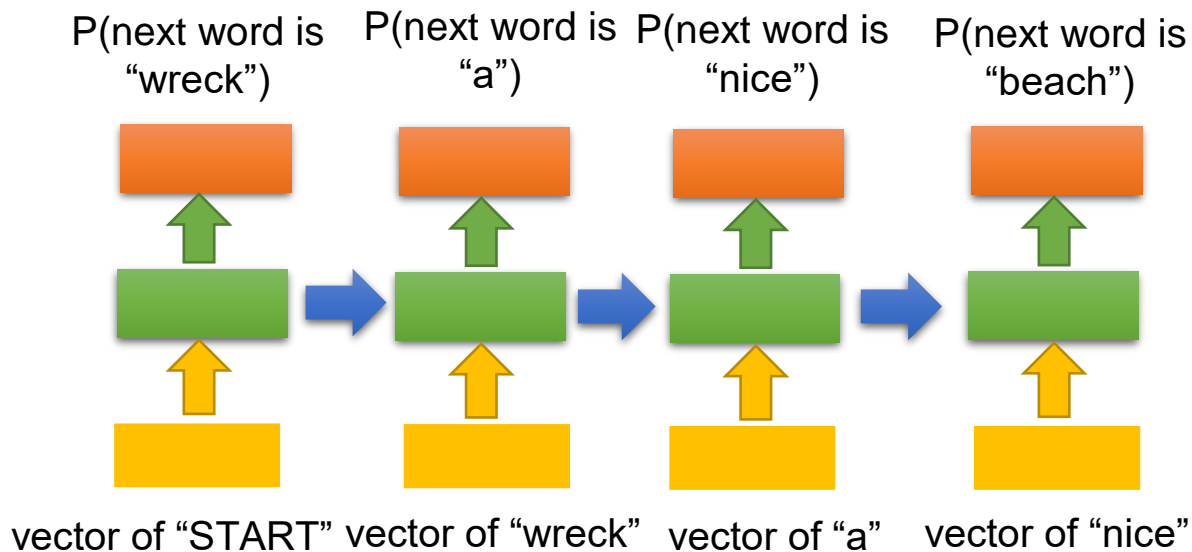 P(next word is
“wreck”)
P(next word is
“a”)
P(next word is
“nice”)
P(next word is
“beach”)
vector of “START”
vector of “wreck”
vector of “a”
vector of “nice”